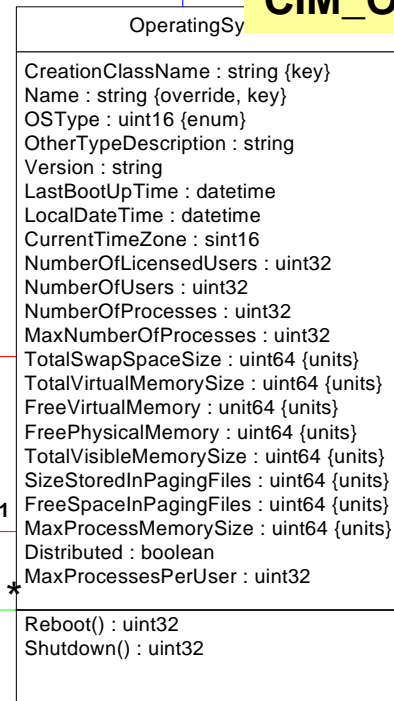 CIM_O
OperatingSy
CreationClassName : string {key}
Name : string {override, key}
OSType : uint16 {enum}
OtherTypeDescription : string
Version : string
LastBootUpTime : datetime
LocalDateTime : datetime
CurrentTimeZone : sint16
NumberOfLicensedUsers : uint32
NumberOfUsers : uint32
NumberOfProcesses : uint32
MaxNumberOfProcesses : uint32
TotalSwapSpaceSize : uint64 {units}
TotalVirtualMemorySize : uint64 {units}
FreeVirtualMemory : unit64 {units}
FreePhysicalMemory : uint64 {units}
TotalVisibleMemorySize : uint64 {units}
SizeStoredInPagingFiles : uint64 {units}
1 FreeSpaceInPagingFiles : uint64 {units}
MaxProcessMemorySize : uint64 {units}
Distributed : boolean
* MaxProcessesPerUser : uint32
Reboot() : uint32
Shutdown() : uint32